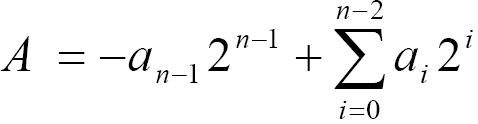 A = -a_{n-1} 2^{n-1} + \sum_{i=0}^{n-2} a_i 2^i